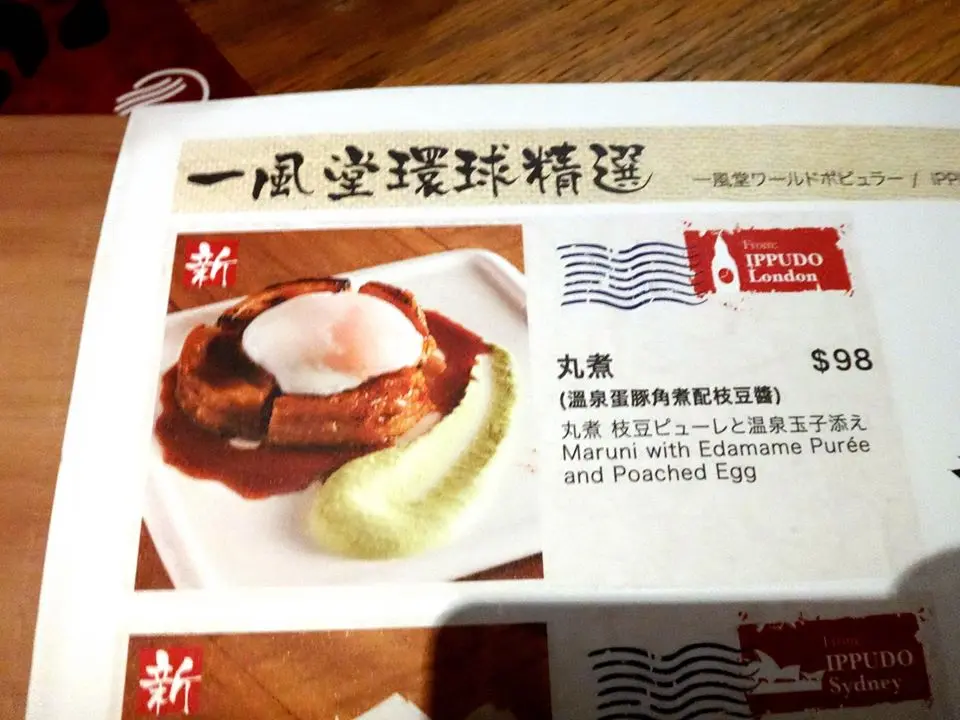 一風堂環球精選
一風堂ワールドポピュラー / IPP
新
From:
IPPUDO
London
丸煮 $98
(溫泉蛋豚角煮配枝豆醬)
丸煮 枝豆ピューレと温泉玉子添え
Maruni with Edamame Purée
and Poached Egg
新
From:
IPPUDO
Sydney